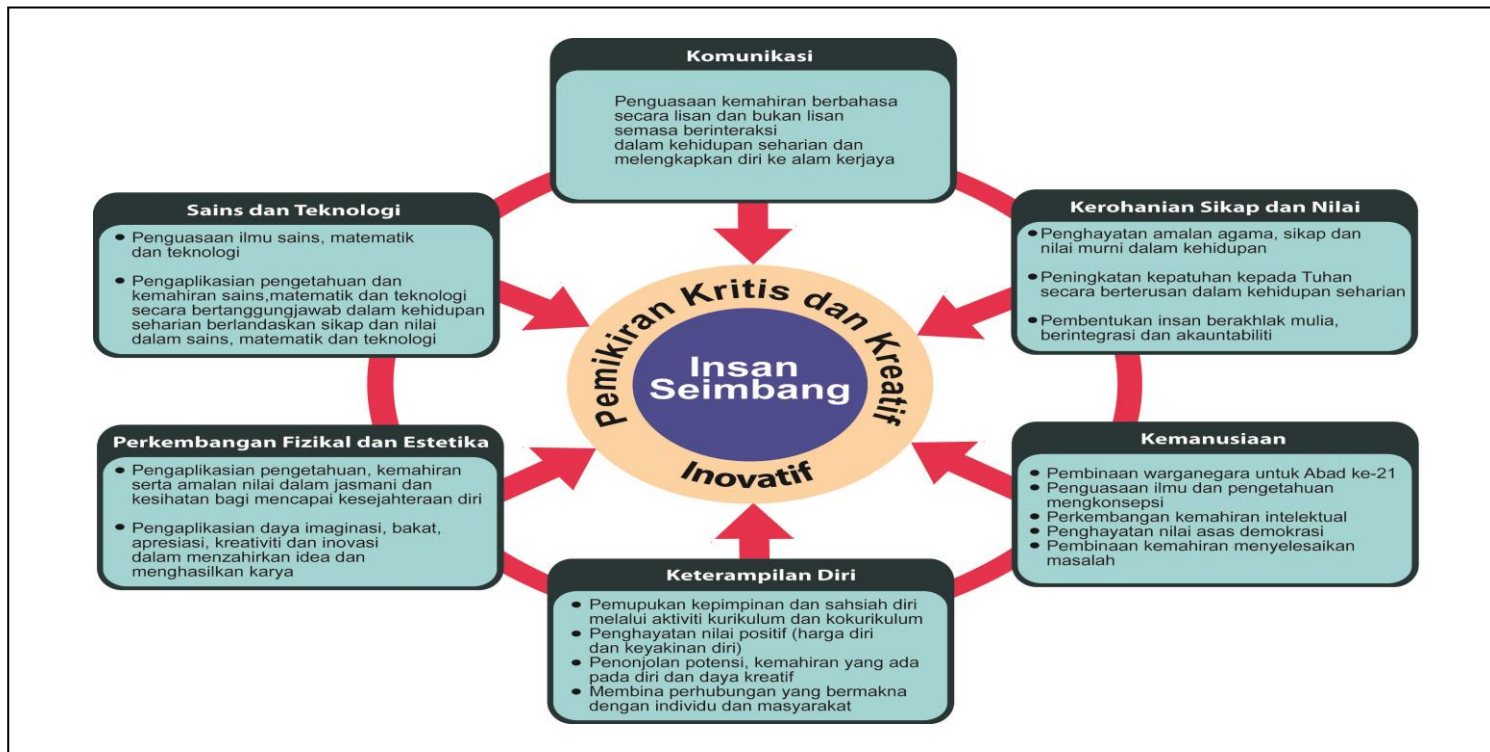 Komunikasi
Penguasaan kemahiran berbahasa
secara lisan dan bukan lisan
semasa berinteraksi
dalam kehidupan seharian dan
melengkapkan diri ke alam kerjaya
Sains dan Teknologi
• Penguasaan ilmu sains, matematik
dan teknologi
• Pengaplikasian pengetahuan dan
kemahiran sains,matematik dan teknologi
secara bertanggungjawab dalam kehidupan
seharian berlandaskan sikap dan nilai
dalam sains, matematik dan teknologi
Kerohanian Sikap dan Nilai
• Penghayatan amalan agama, sikap dan
nilai murni dalam kehidupan
• Peningkatan kepatuhan kepada Tuhan
secara berterusan dalam kehidupan seharian
• Pembentukan insan berakhlak mulia,
berintegrasi dan akauntabiliti
Pemikiran Kritis dan Kreatif
Insan
Seimbang
Inovatif
Perkembangan Fizikal dan Estetika
• Pengaplikasian pengetahuan, kemahiran
serta amalan nilai dalam jasmani dan
kesihatan bagi mencapai kesejahteraan diri
• Pengaplikasian daya imaginasi, bakat,
apresiasi, kreativiti dan inovasi
dalam menzahirkan idea dan
menghasilkan karya
Kemanusiaan
• Pembinaan warganegara untuk Abad ke-21
• Penguasaan ilmu dan pengetahuan
mengkonsepsi
• Perkembangan kemahiran intelektual
• Penghayatan nilai asas demokrasi
• Pembinaan kemahiran menyelesaikan
masalah
Keterampilan Diri
• Pemupukan kepimpinan dan sahsiah diri
melalui aktiviti kurikulum dan kokurikulum
• Penghayatan nilai positif (harga diri
dan keyakinan diri)
• Penonjolan potensi, kemahiran yang ada
pada diri dan daya kreatif
• Membina perhubungan yang bermakna
dengan individu dan masyarakat